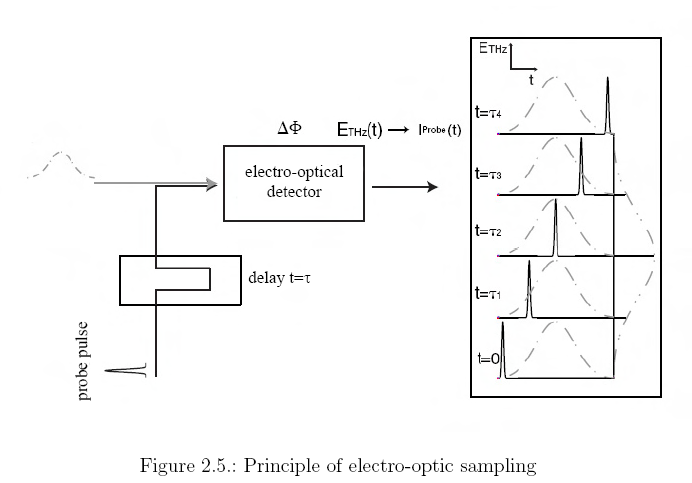 ETHz
t
t=τ4
ΔΦ
ETHz(t) → IProbe(t)
electro-optical
detector
t=τ3
t=τ2
delay t=τ
t=τ1
probe pulse
t=0
Figure 2.5.: Principle of electro-optic sampling